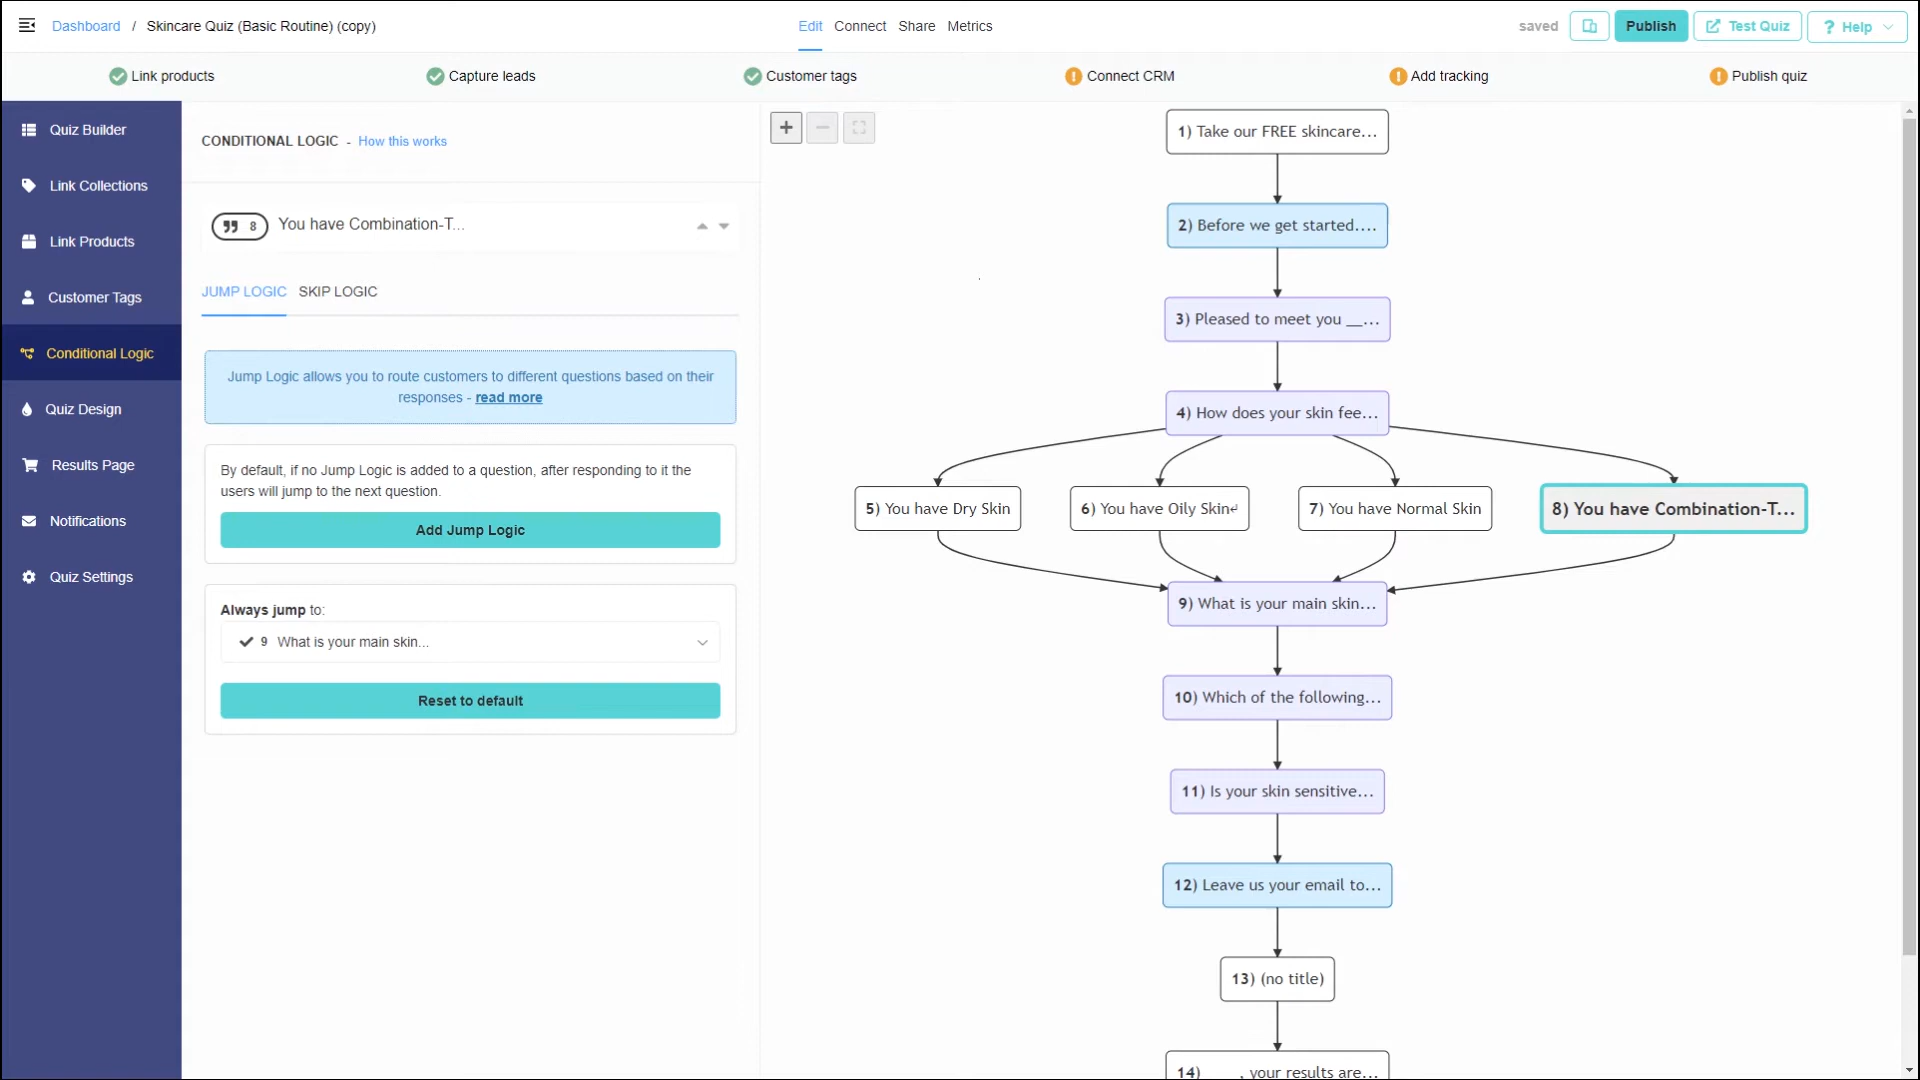 Dashboard / Skincare Quiz (Basic Routine) (copy)
Edit Connect Share Metrics
saved Publish Test Quiz ? Help
Link products Capture leads Customer tags Connect CRM Add tracking Publish quiz
Quiz Builder
Link Collections
Link Products
Customer Tags
Conditional Logic
Quiz Design
Results Page
Notifications
Quiz Settings
CONDITIONAL LOGIC - How this works
8 You have Combination-T...
JUMP LOGIC SKIP LOGIC
Jump Logic allows you to route customers to different questions based on their
responses - read more
By default, if no Jump Logic is added to a question, after responding to it the
users will jump to the next question.
Add Jump Logic
Always jump to:
9 What is your main skin...
Reset to default
1) Take our FREE skincare...
2) Before we get started....
3) Pleased to meet you __...
4) How does your skin fee...
5) You have Dry Skin
6) You have Oily Skin↵
7) You have Normal Skin
8) You have Combination-T...
9) What is your main skin...
10) Which of the following...
11) Is your skin sensitive...
12) Leave us your email to...
13) (no title)
14) ____, your results are...